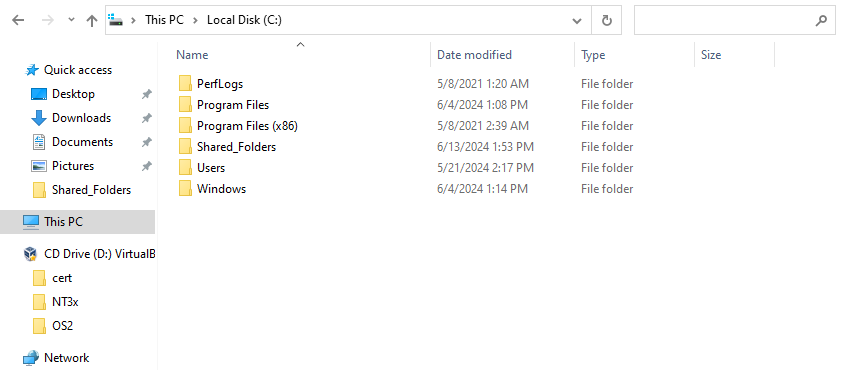 This PC > Local Disk (C:)
Name Date modified Type Size
Quick access
Desktop
Downloads
Documents
Pictures
Shared_Folders
This PC
CD Drive (D:) VirtualB
cert
NT3x
OS2
Network
PerfLogs 5/8/2021 1:20 AM File folder
Program Files 6/4/2024 1:08 PM File folder
Program Files (x86) 5/8/2021 2:39 AM File folder
Shared_Folders 6/13/2024 1:53 PM File folder
Users 5/21/2024 2:17 PM File folder
Windows 6/4/2024 1:14 PM File folder